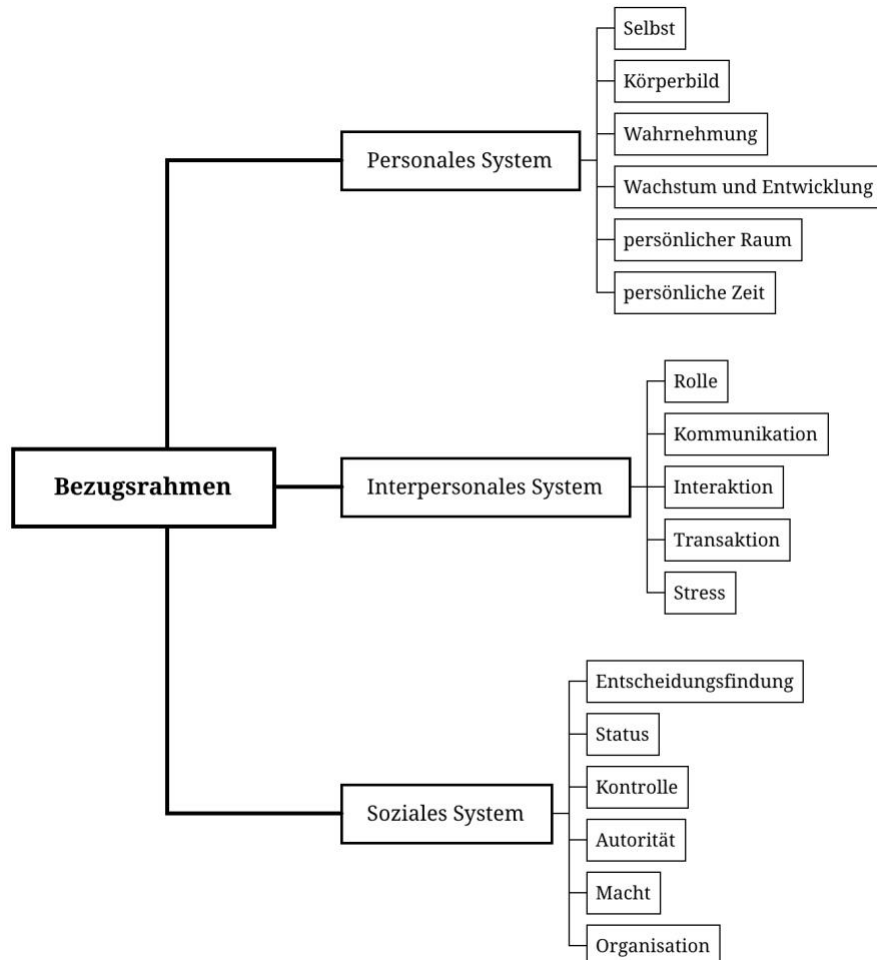 Selbst
Körperbild
Wahrnehmung
Personales System
Wachstum und Entwicklung
persönlicher Raum
persönliche Zeit
Rolle
Kommunikation
Bezugsrahmen
Interpersonales System
Interaktion
Transaktion
Stress
Entscheidungsfindung
Status
Kontrolle
Soziales System
Autorität
Macht
Organisation